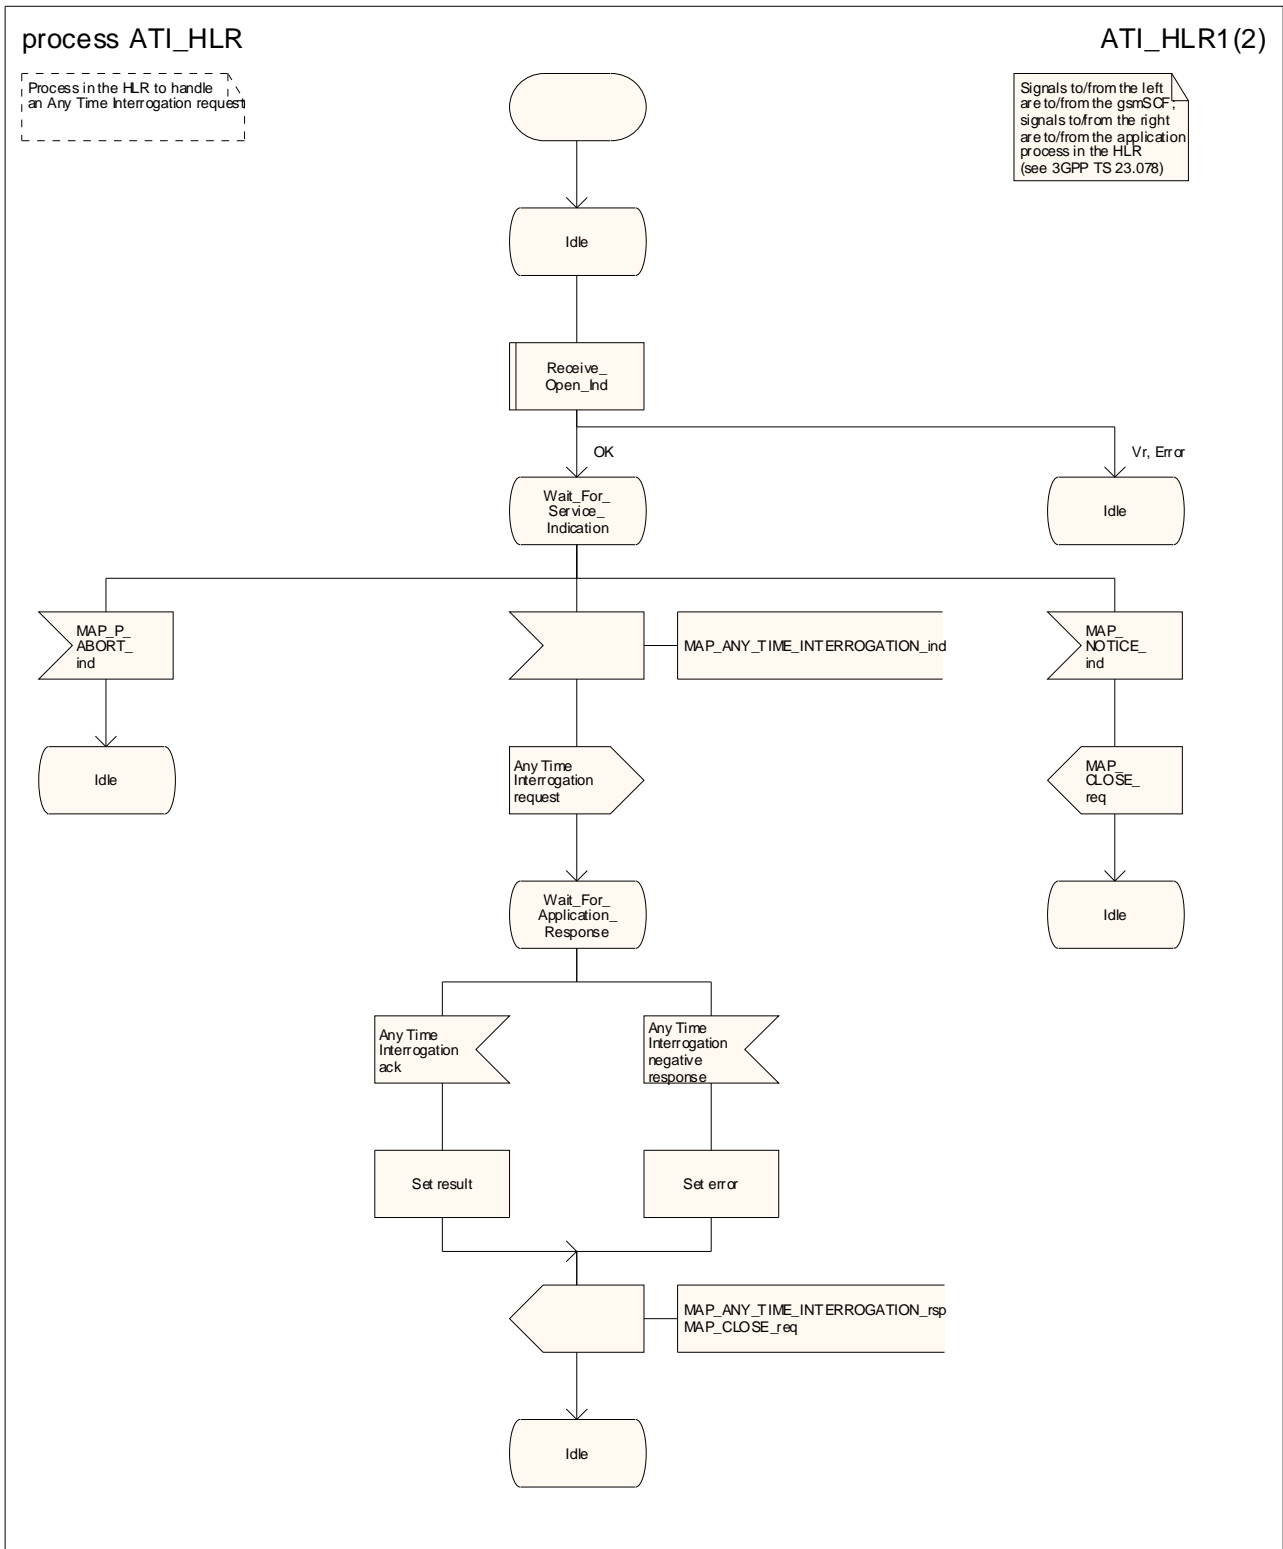 process ATI_HLR
ATI_HLR1(2)
Process in the HLR to handle
an Any Time Interrogation request
Signals to/from the left
are to/from the gsmSCF;
signals to/from the right
are to/from the application
process in the HLR
(see 3GPP TS 23.078)
Idle
Receive_
Open_Ind
OK
Vr, Error
Wait_For_
Service_
Indication
Idle
MAP_P_
ABORT_
ind
MAP_ANY_TIME_INTERROGATION_ind
MAP_
NOTICE_
ind
Idle
Any Time
Interrogation
request
MAP_
CLOSE_
req
Wait_For_
Application_
Response
Idle
Any Time
Interrogation
ack
Any Time
Interrogation
negative
response
Set result
Set error
MAP_ANY_TIME_INTERROGATION_rsp
MAP_CLOSE_req
Idle